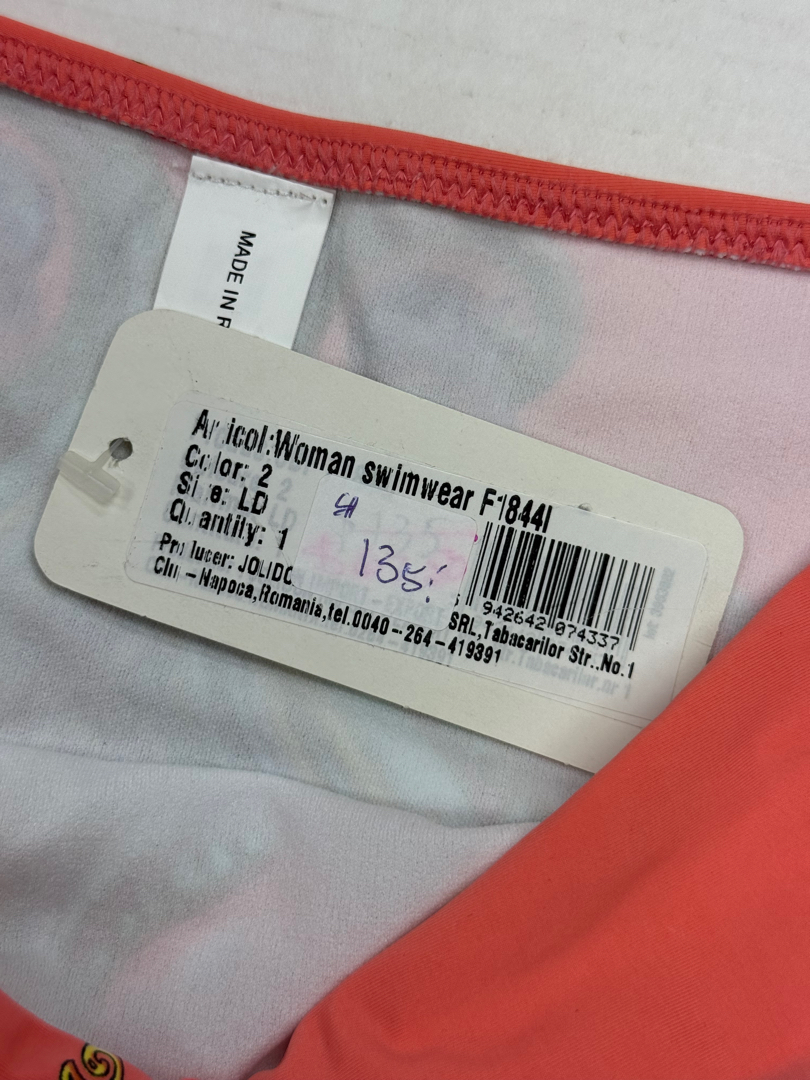 MADE IN R
Articol:Woman swimwear F1844I
Color: 2
Size: LD
Quantity: 1
135.-
942642 074337
Producer: JOLIDO SRL,Tabacarilor Str..No.1
Cluj-Napoca,Romania,tel.0040-264-419391